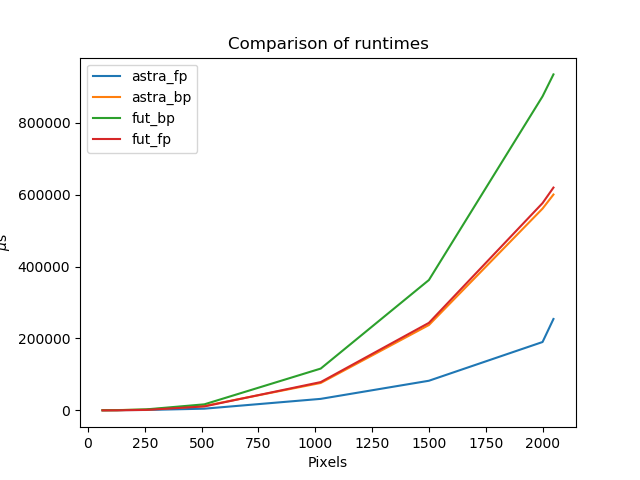 Comparison of runtimes
astra_fp
astra_bp
fut_bp
fut_fp
800000
600000
400000
200000
0
μs
0 250 500 750 1000 1250 1500 1750 2000
Pixels